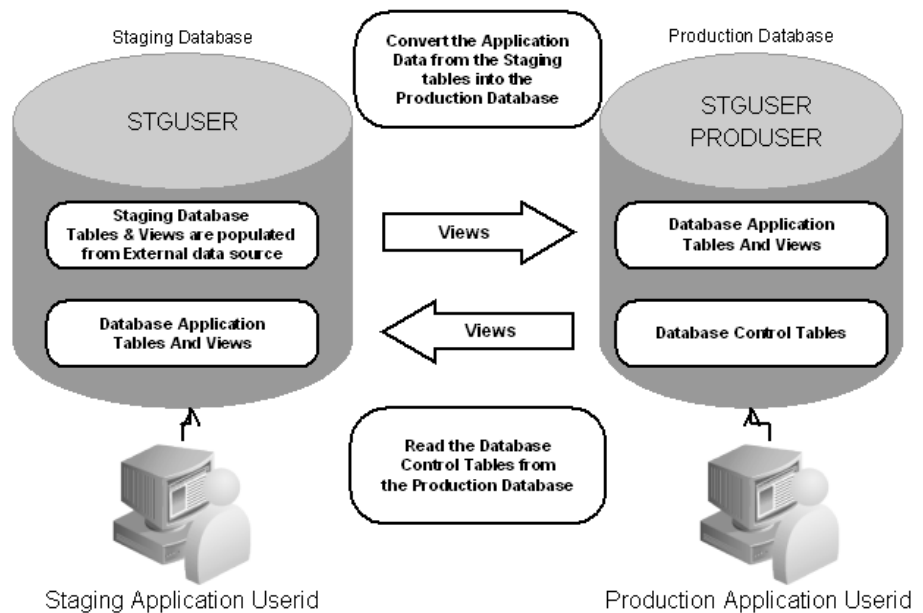 Staging Database
Convert the Application
Data from the Staging
tables into the
Production Database
Production Database
STGUSER
STGUSER
PRODUSER
Staging Database
Tables & Views are populated
from External data source
Views
Database Application
Tables And Views
Database Application
Tables And Views
Views
Database Control Tables
Read the Database
Control Tables from
the Production Database
Staging Application Userid
Production Application Userid